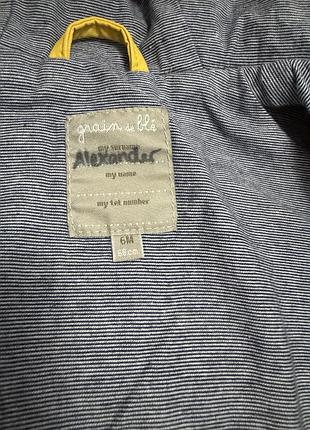 grain de blé
my surname
Alexander
my name
my tel number
6M
68cm